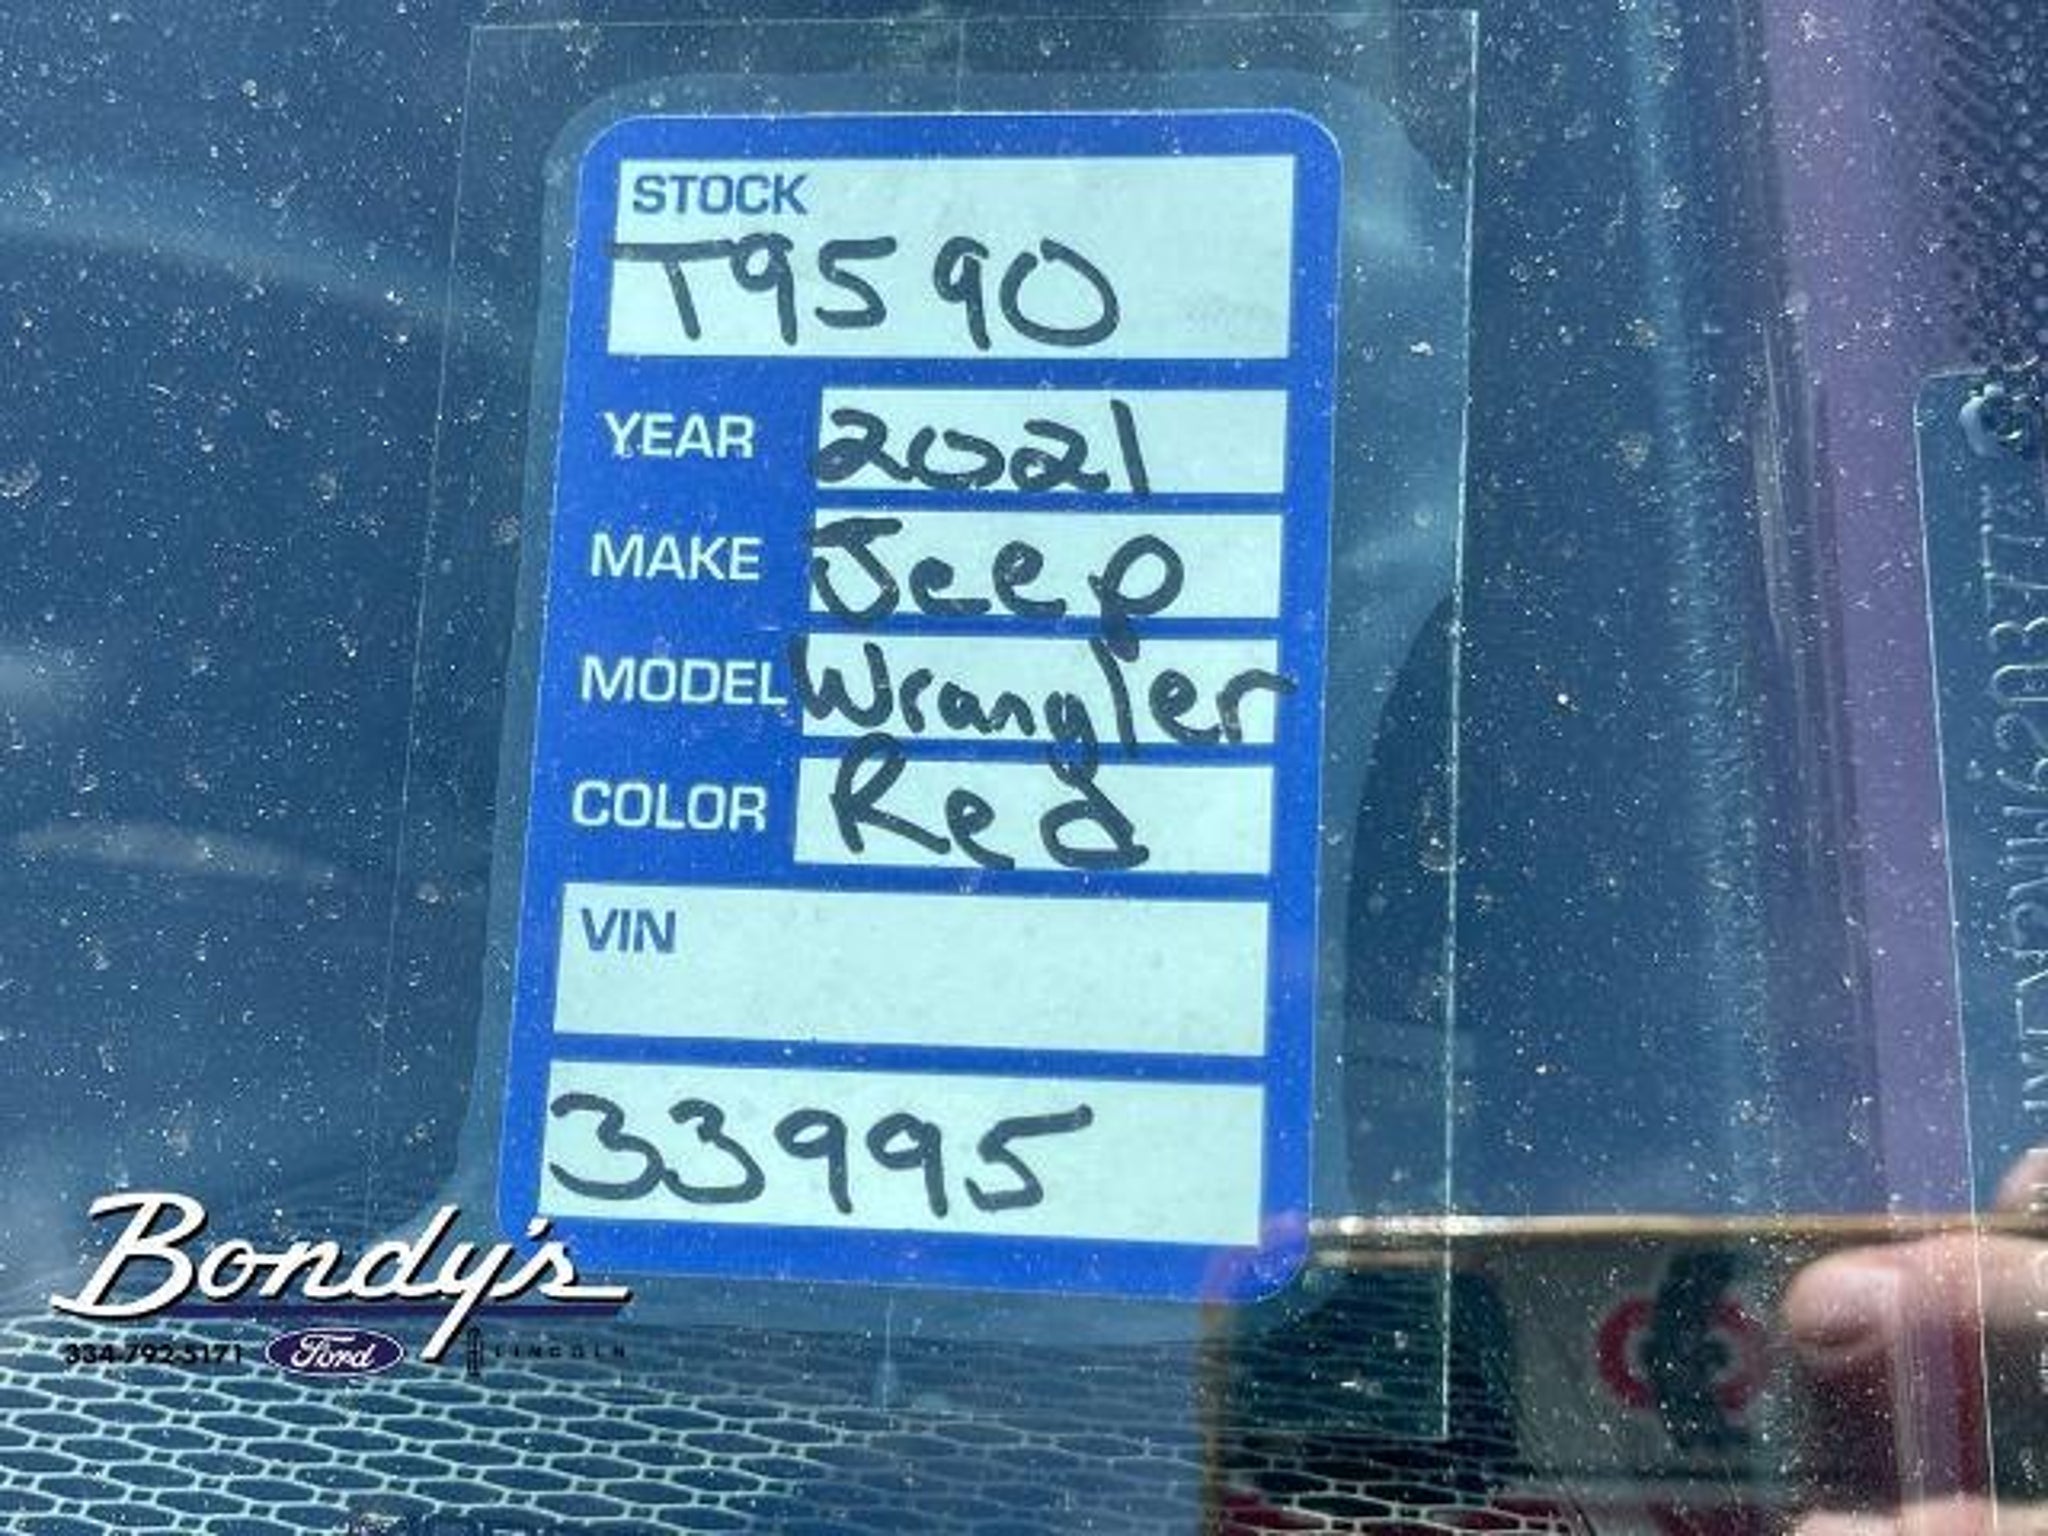 STOCK
T9590
YEAR 2021
MAKE Jeep
MODEL Wrangler
COLOR Red
VIN
33995
Bondy's
334-792-5171 Ford LINCOLN